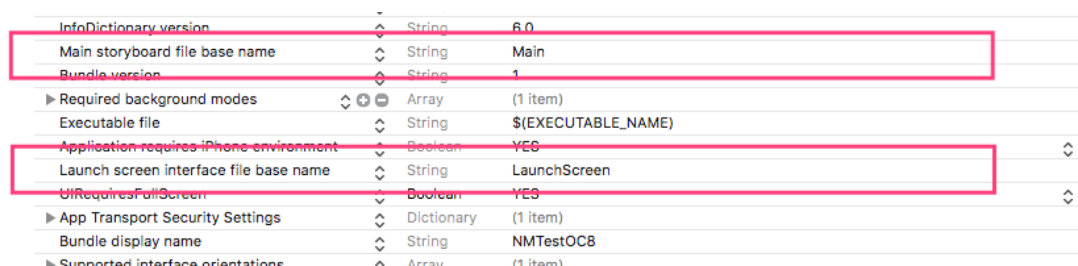 InfoDictionary version String 6.0
Main storyboard file base name String Main
Bundle version String 1
Required background modes Array (1 item)
Executable file String $(EXECUTABLE_NAME)
Application requires iPhone environment Boolean YES
Launch screen interface file base name String LaunchScreen
UIRequiresFullScreen Boolean YES
App Transport Security Settings Dictionary (1 item)
Bundle display name String NMTestOC8
Supported interface orientations Array (1 item)